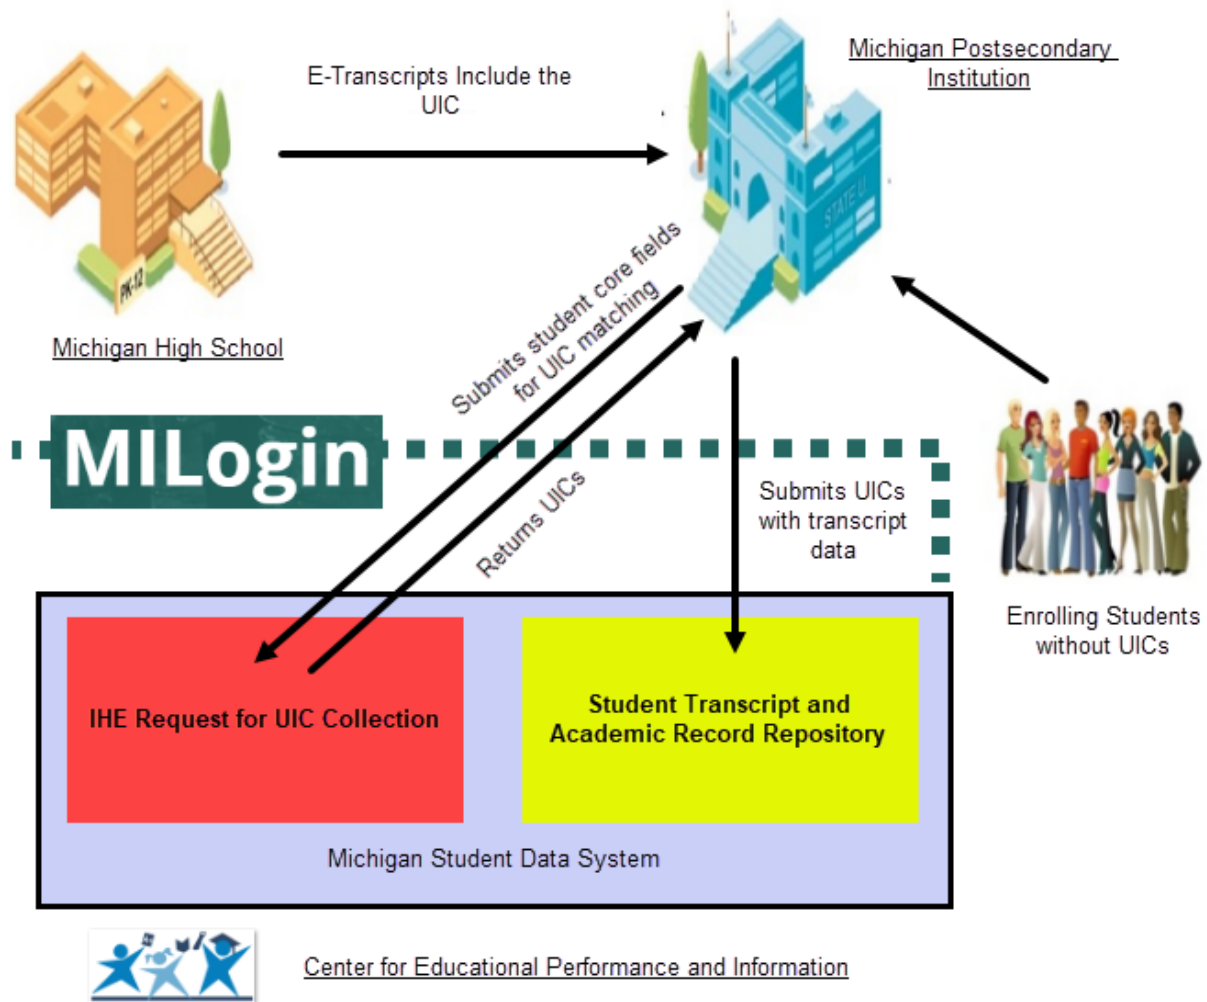 E-Transcripts Include the
UIC
Michigan Postsecondary
Institution
STATE U
PK-12
Michigan High School
Submits student core fields
for UIC matching
MILogin
Returns UICs
Submits UICs
with transcript
data
Enrolling Students
without UICs
IHE Request for UIC Collection
Student Transcript and
Academic Record Repository
Michigan Student Data System
Center for Educational Performance and Information